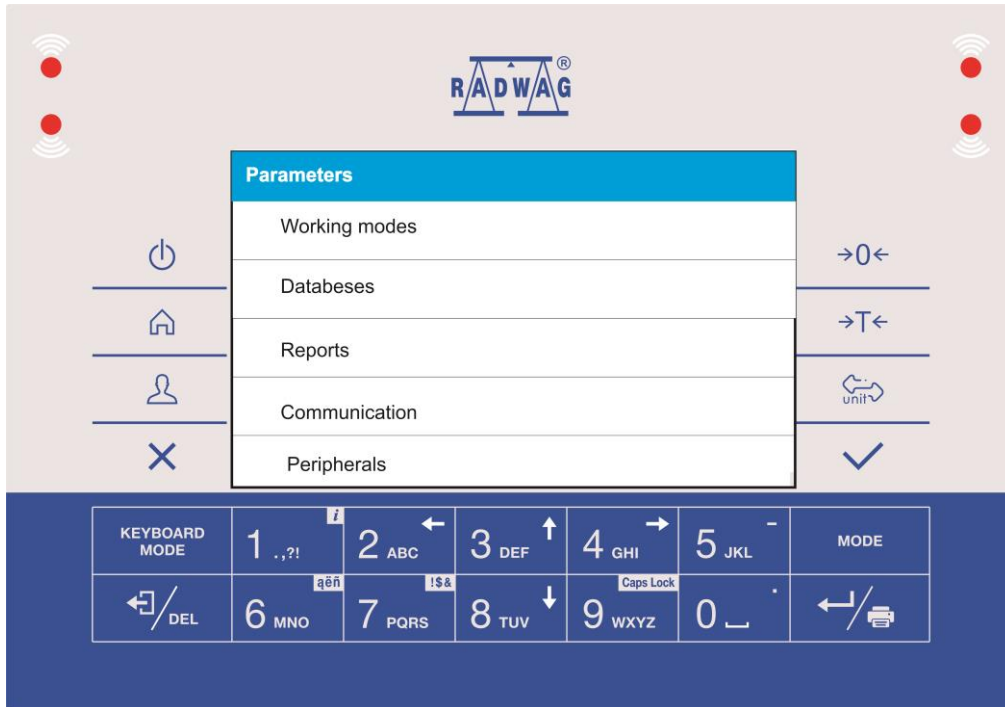 RADWAG®
Parameters
Working modes
Databeses
Reports
Communication
Peripherals
→0←
→T←
unit
KEYBOARD
MODE
1 .,?! i
2 ABC ←
3 DEF ↑
4 GHI →
5 JKL -
MODE
DEL
6 MNO ąëñ
7 PQRS !$&
8 TUV ↓
9 WXYZ Caps Lock
0 .